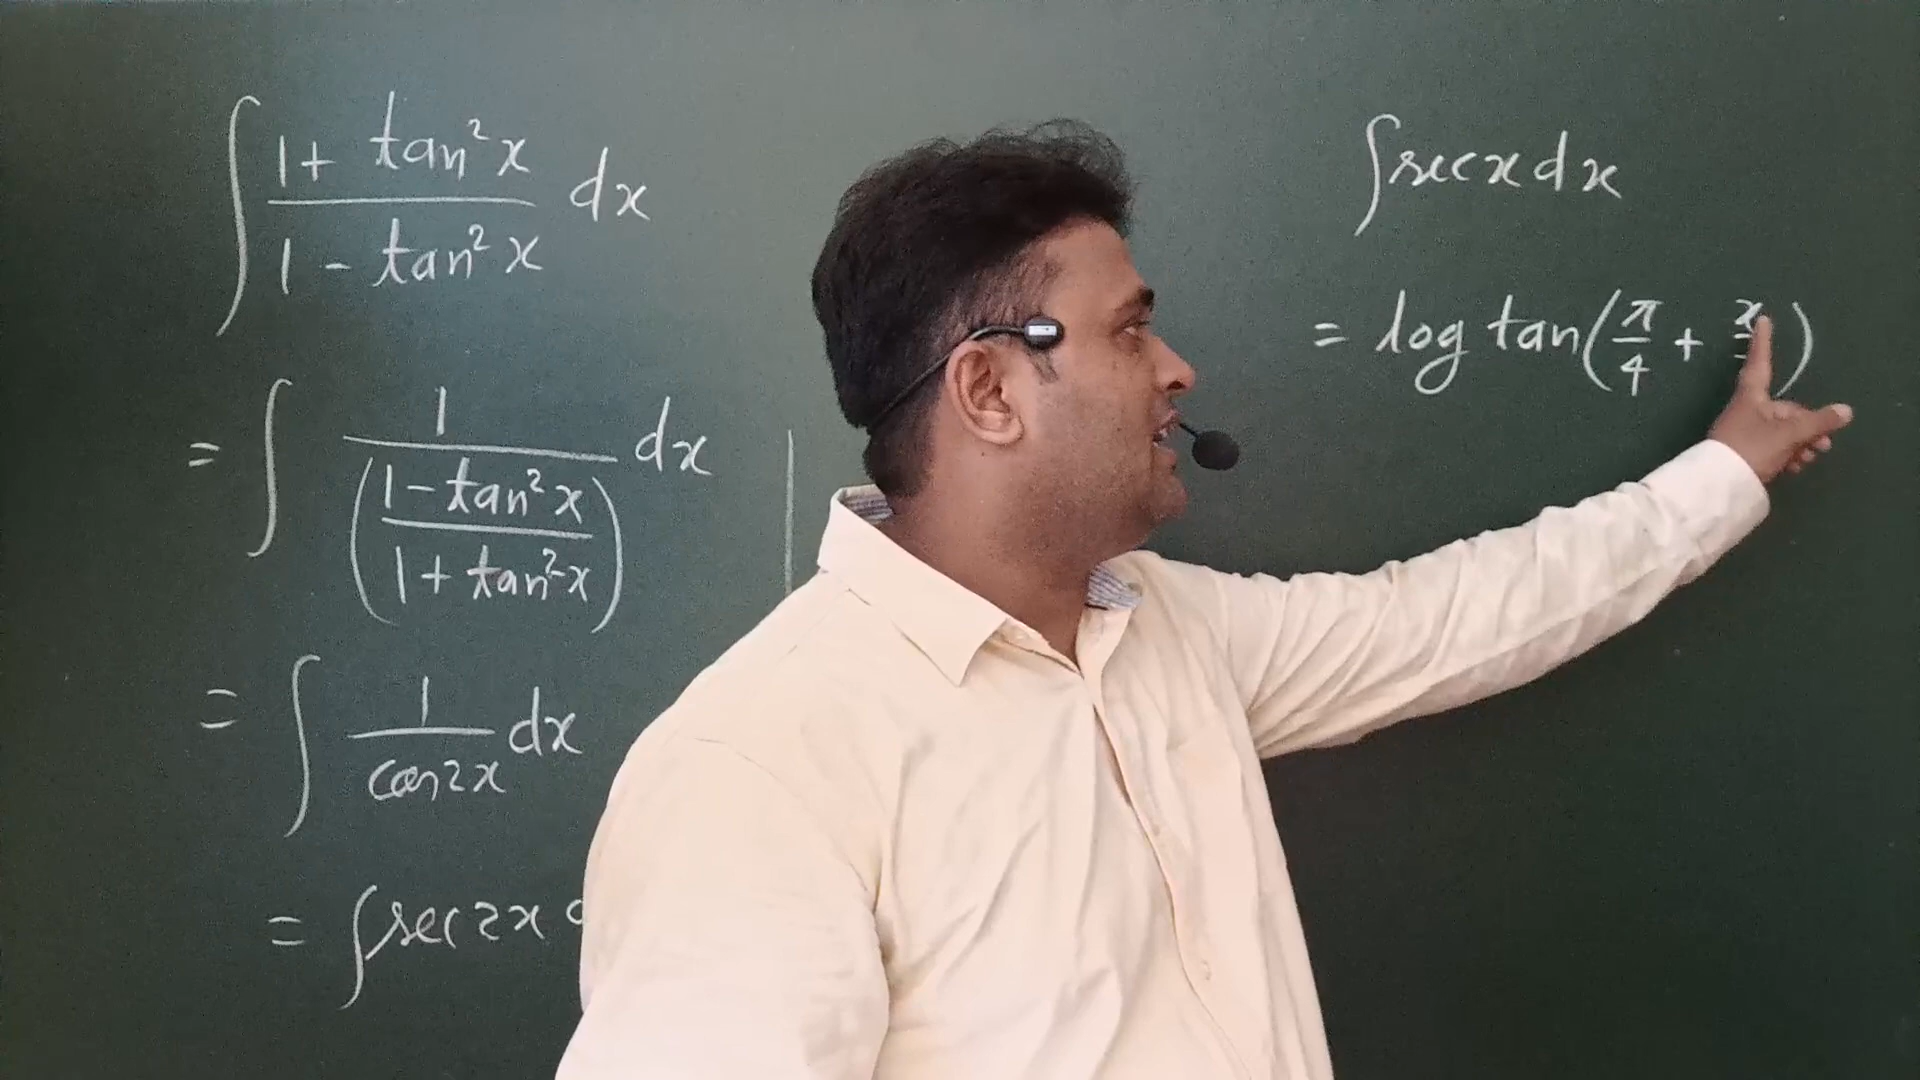 ∫ (1 + tan²x)/(1 - tan²x) dx
= ∫ 1/((1 - tan²x)/(1 + tan²x)) dx
= ∫ 1/cos2x dx
= ∫ sec2x
∫ sec x dx
= log tan(π/4 + x